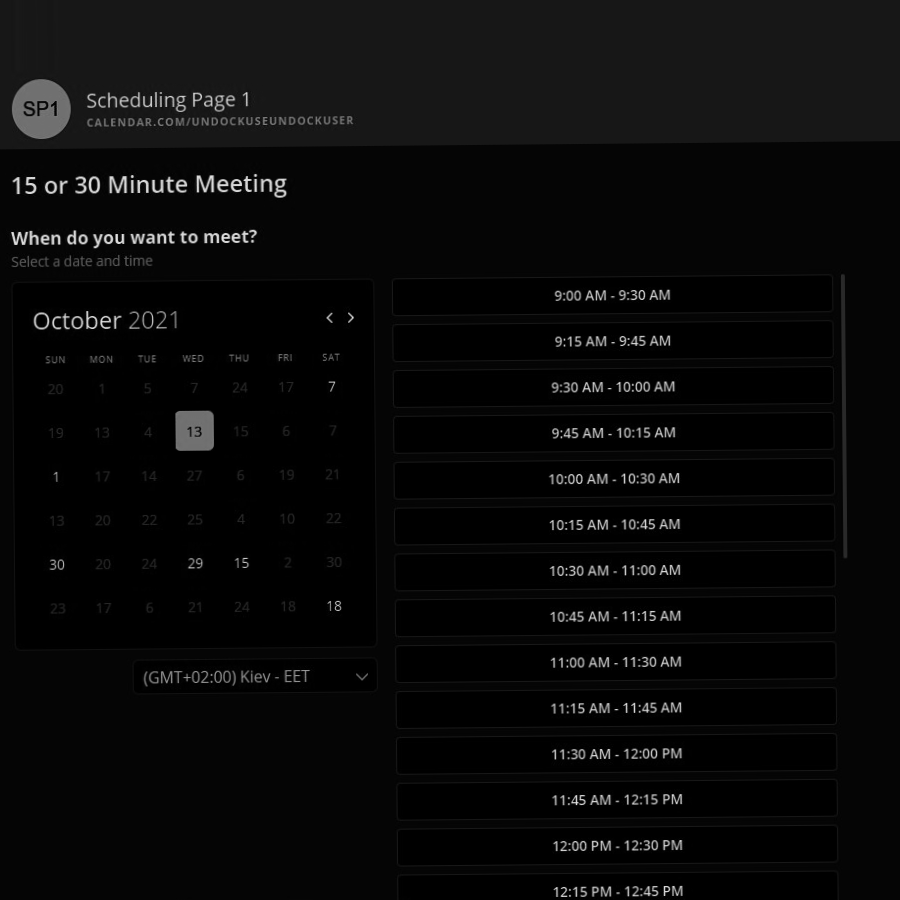 SP1
Scheduling Page 1
CALENDAR.COM/UNDOCKUSEUNDOCKUSER
15 or 30 Minute Meeting
When do you want to meet?
Select a date and time
October 2021
SUN MON TUE WED THU FRI SAT
20 1 5 7 24 17 7
19 13 4 13 15 6 7
1 17 14 27 6 19 21
13 20 22 25 4 10 22
30 20 24 29 15 2 30
23 17 6 21 24 18 18
(GMT+02:00) Kiev - EET
9:00 AM - 9:30 AM
9:15 AM - 9:45 AM
9:30 AM - 10:00 AM
9:45 AM - 10:15 AM
10:00 AM - 10:30 AM
10:15 AM - 10:45 AM
10:30 AM - 11:00 AM
10:45 AM - 11:15 AM
11:00 AM - 11:30 AM
11:15 AM - 11:45 AM
11:30 AM - 12:00 PM
11:45 AM - 12:15 PM
12:00 PM - 12:30 PM
12:15 PM - 12:45 PM